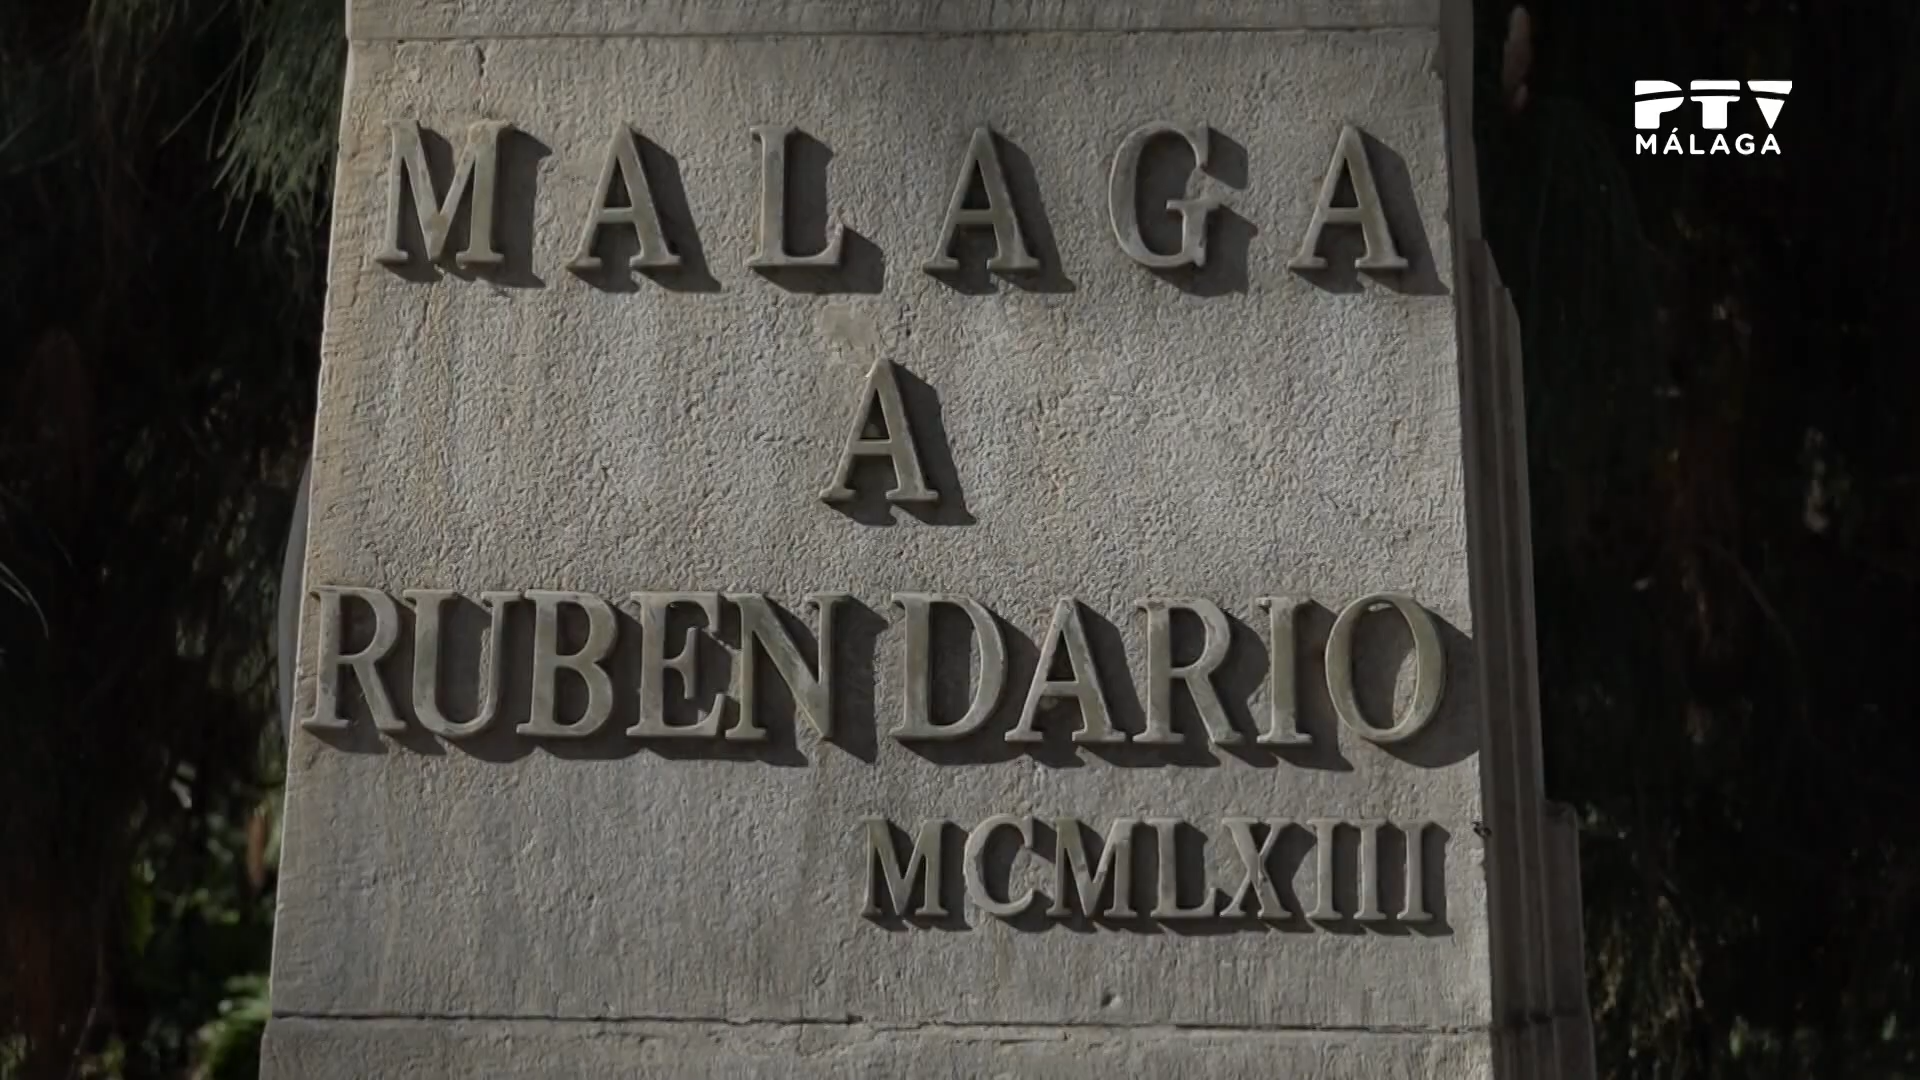 PTV
MÁLAGA
MALAGA
A
RUBEN DARIO
MCMLXIII